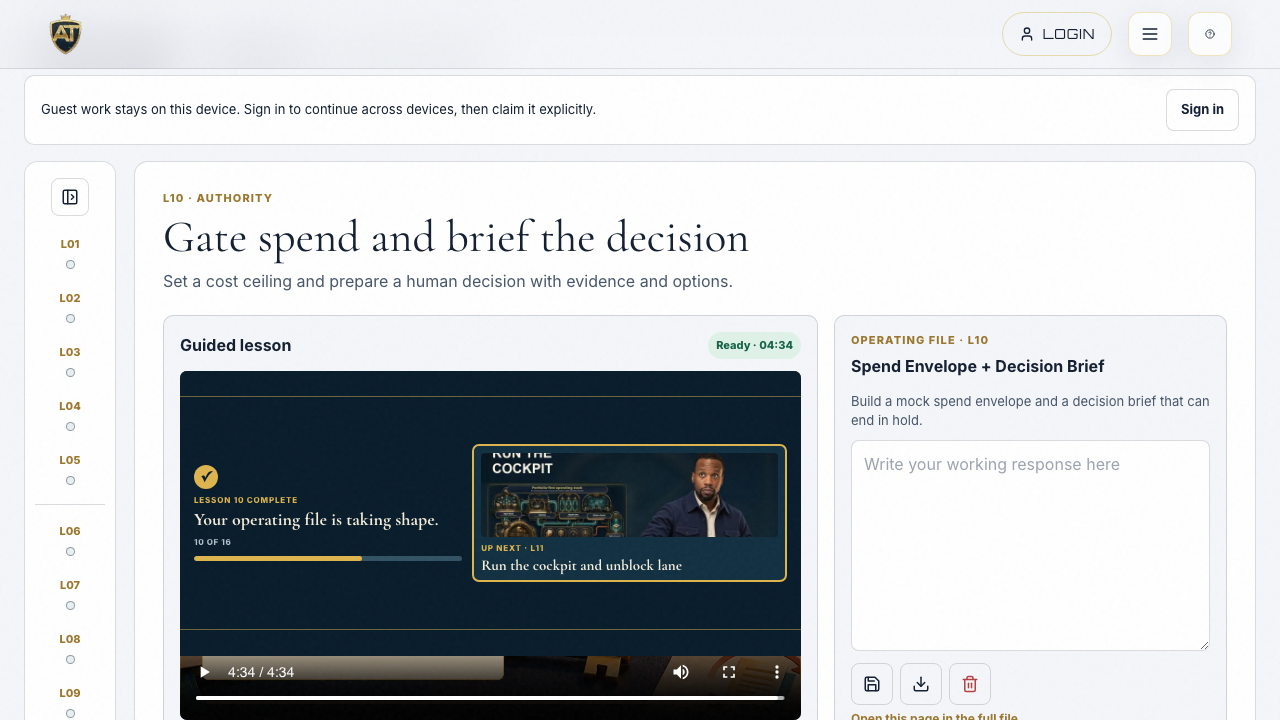 AT
LOGIN
Guest work stays on this device. Sign in to continue across devices, then claim it explicitly.
Sign in
L01
L02
L03
L04
L05
L06
L07
L08
L09
L10 · AUTHORITY
Gate spend and brief the decision
Set a cost ceiling and prepare a human decision with evidence and options.
Guided lesson
Ready · 04:34
LESSON 10 COMPLETE
Your operating file is taking shape.
10 OF 16
RUN THE
COCKPIT
UP NEXT · L11
Run the cockpit and unblock lane
4:34 / 4:34
OPERATING FILE · L10
Spend Envelope + Decision Brief
Build a mock spend envelope and a decision brief that can
end in hold.
Write your working response here
Open this page in the full file